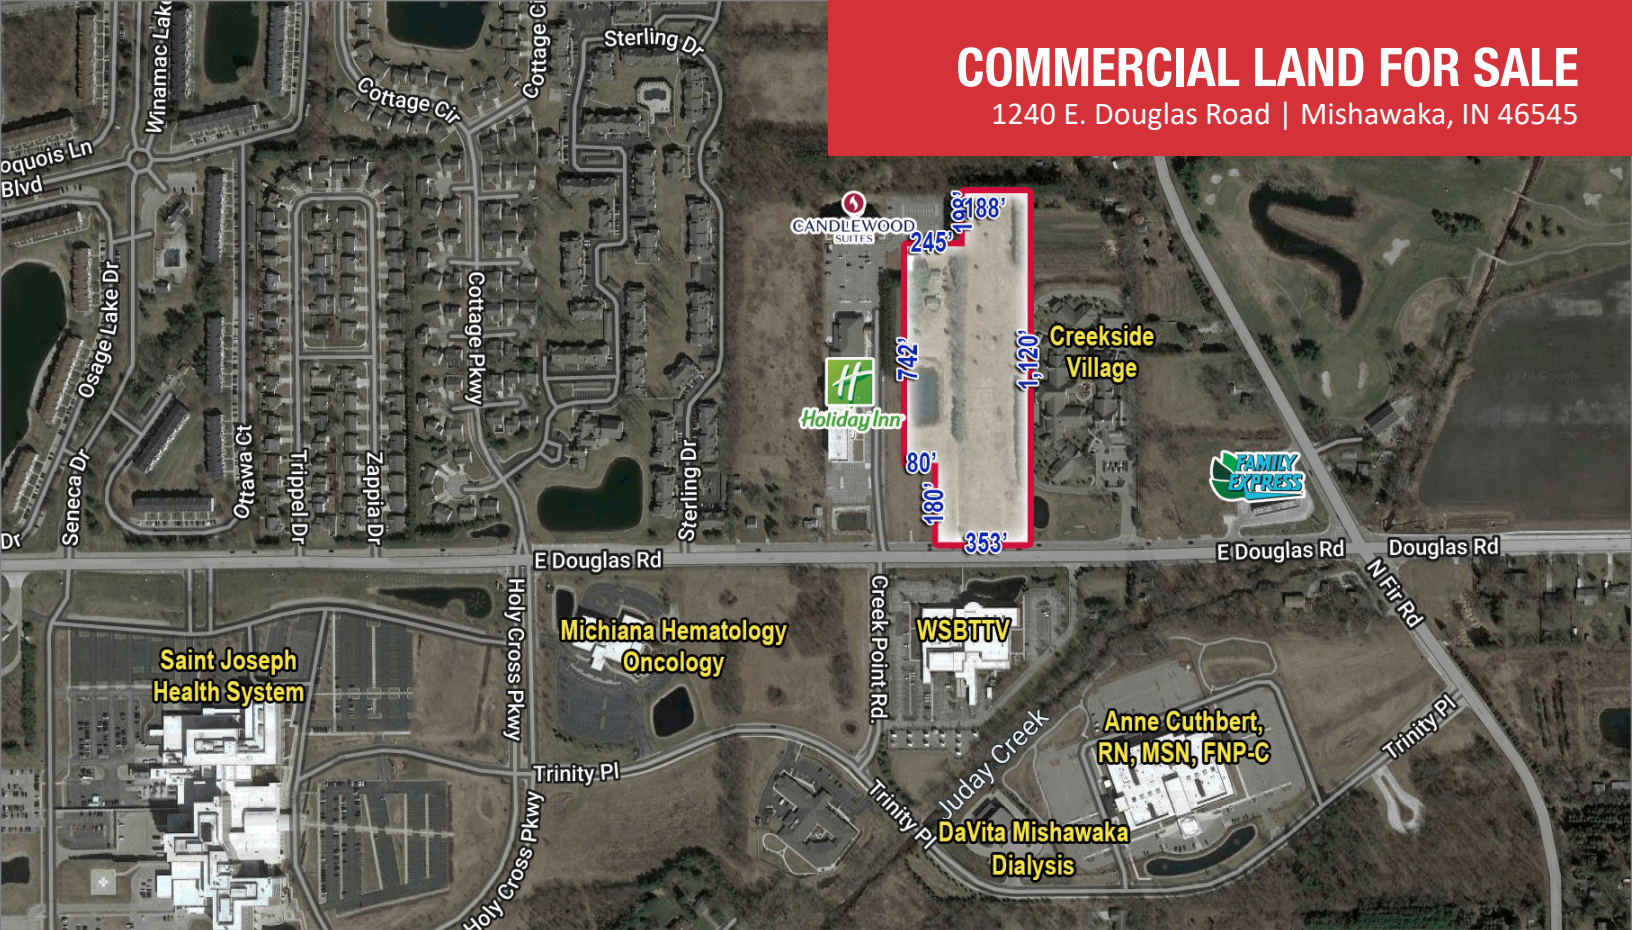 COMMERCIAL LAND FOR SALE
1240 E. Douglas Road | Mishawaka, IN 46545
Winamac Lake
Cottage Cir
Cottage Ci
Sterling Dr
oquois Ln
Blvd
CANDLEWOOD
SUITES
198'
188'
245'
Osage Lake Dr
Cottage Pkwy
742'
1,120'
Creekside
Village
H
Holiday Inn
Seneca Dr
Ottawa Ct
Trippel Dr
Zappia Dr
Sterling Dr
80'
180'
353'
FAMILY
EXPRESS
Dr
E Douglas Rd
E Douglas Rd
Douglas Rd
N Fir Rd
Holy Cross Pkwy
Creek Point Rd.
Michiana Hematology
Oncology
WSBTTV
Saint Joseph
Health System
Anne Cuthbert,
RN, MSN, FNP-C
Juday Creek
Trinity Pl
Trinity Pl
Trinity Pl
Holy Cross Pkwy
DaVita Mishawaka
Dialysis